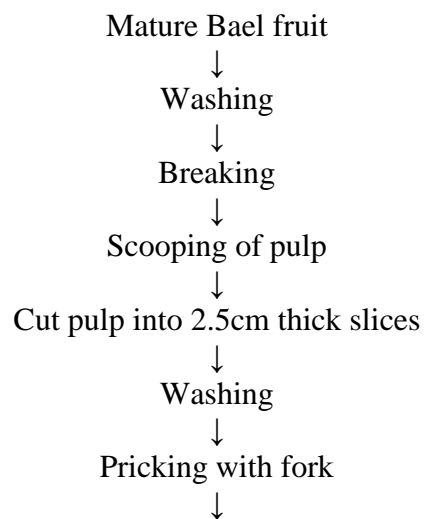 Mature Bael fruit
↓
Washing
↓
Breaking
↓
Scooping of pulp
↓
Cut pulp into 2.5cm thick slices
↓
Washing
↓
Pricking with fork
↓